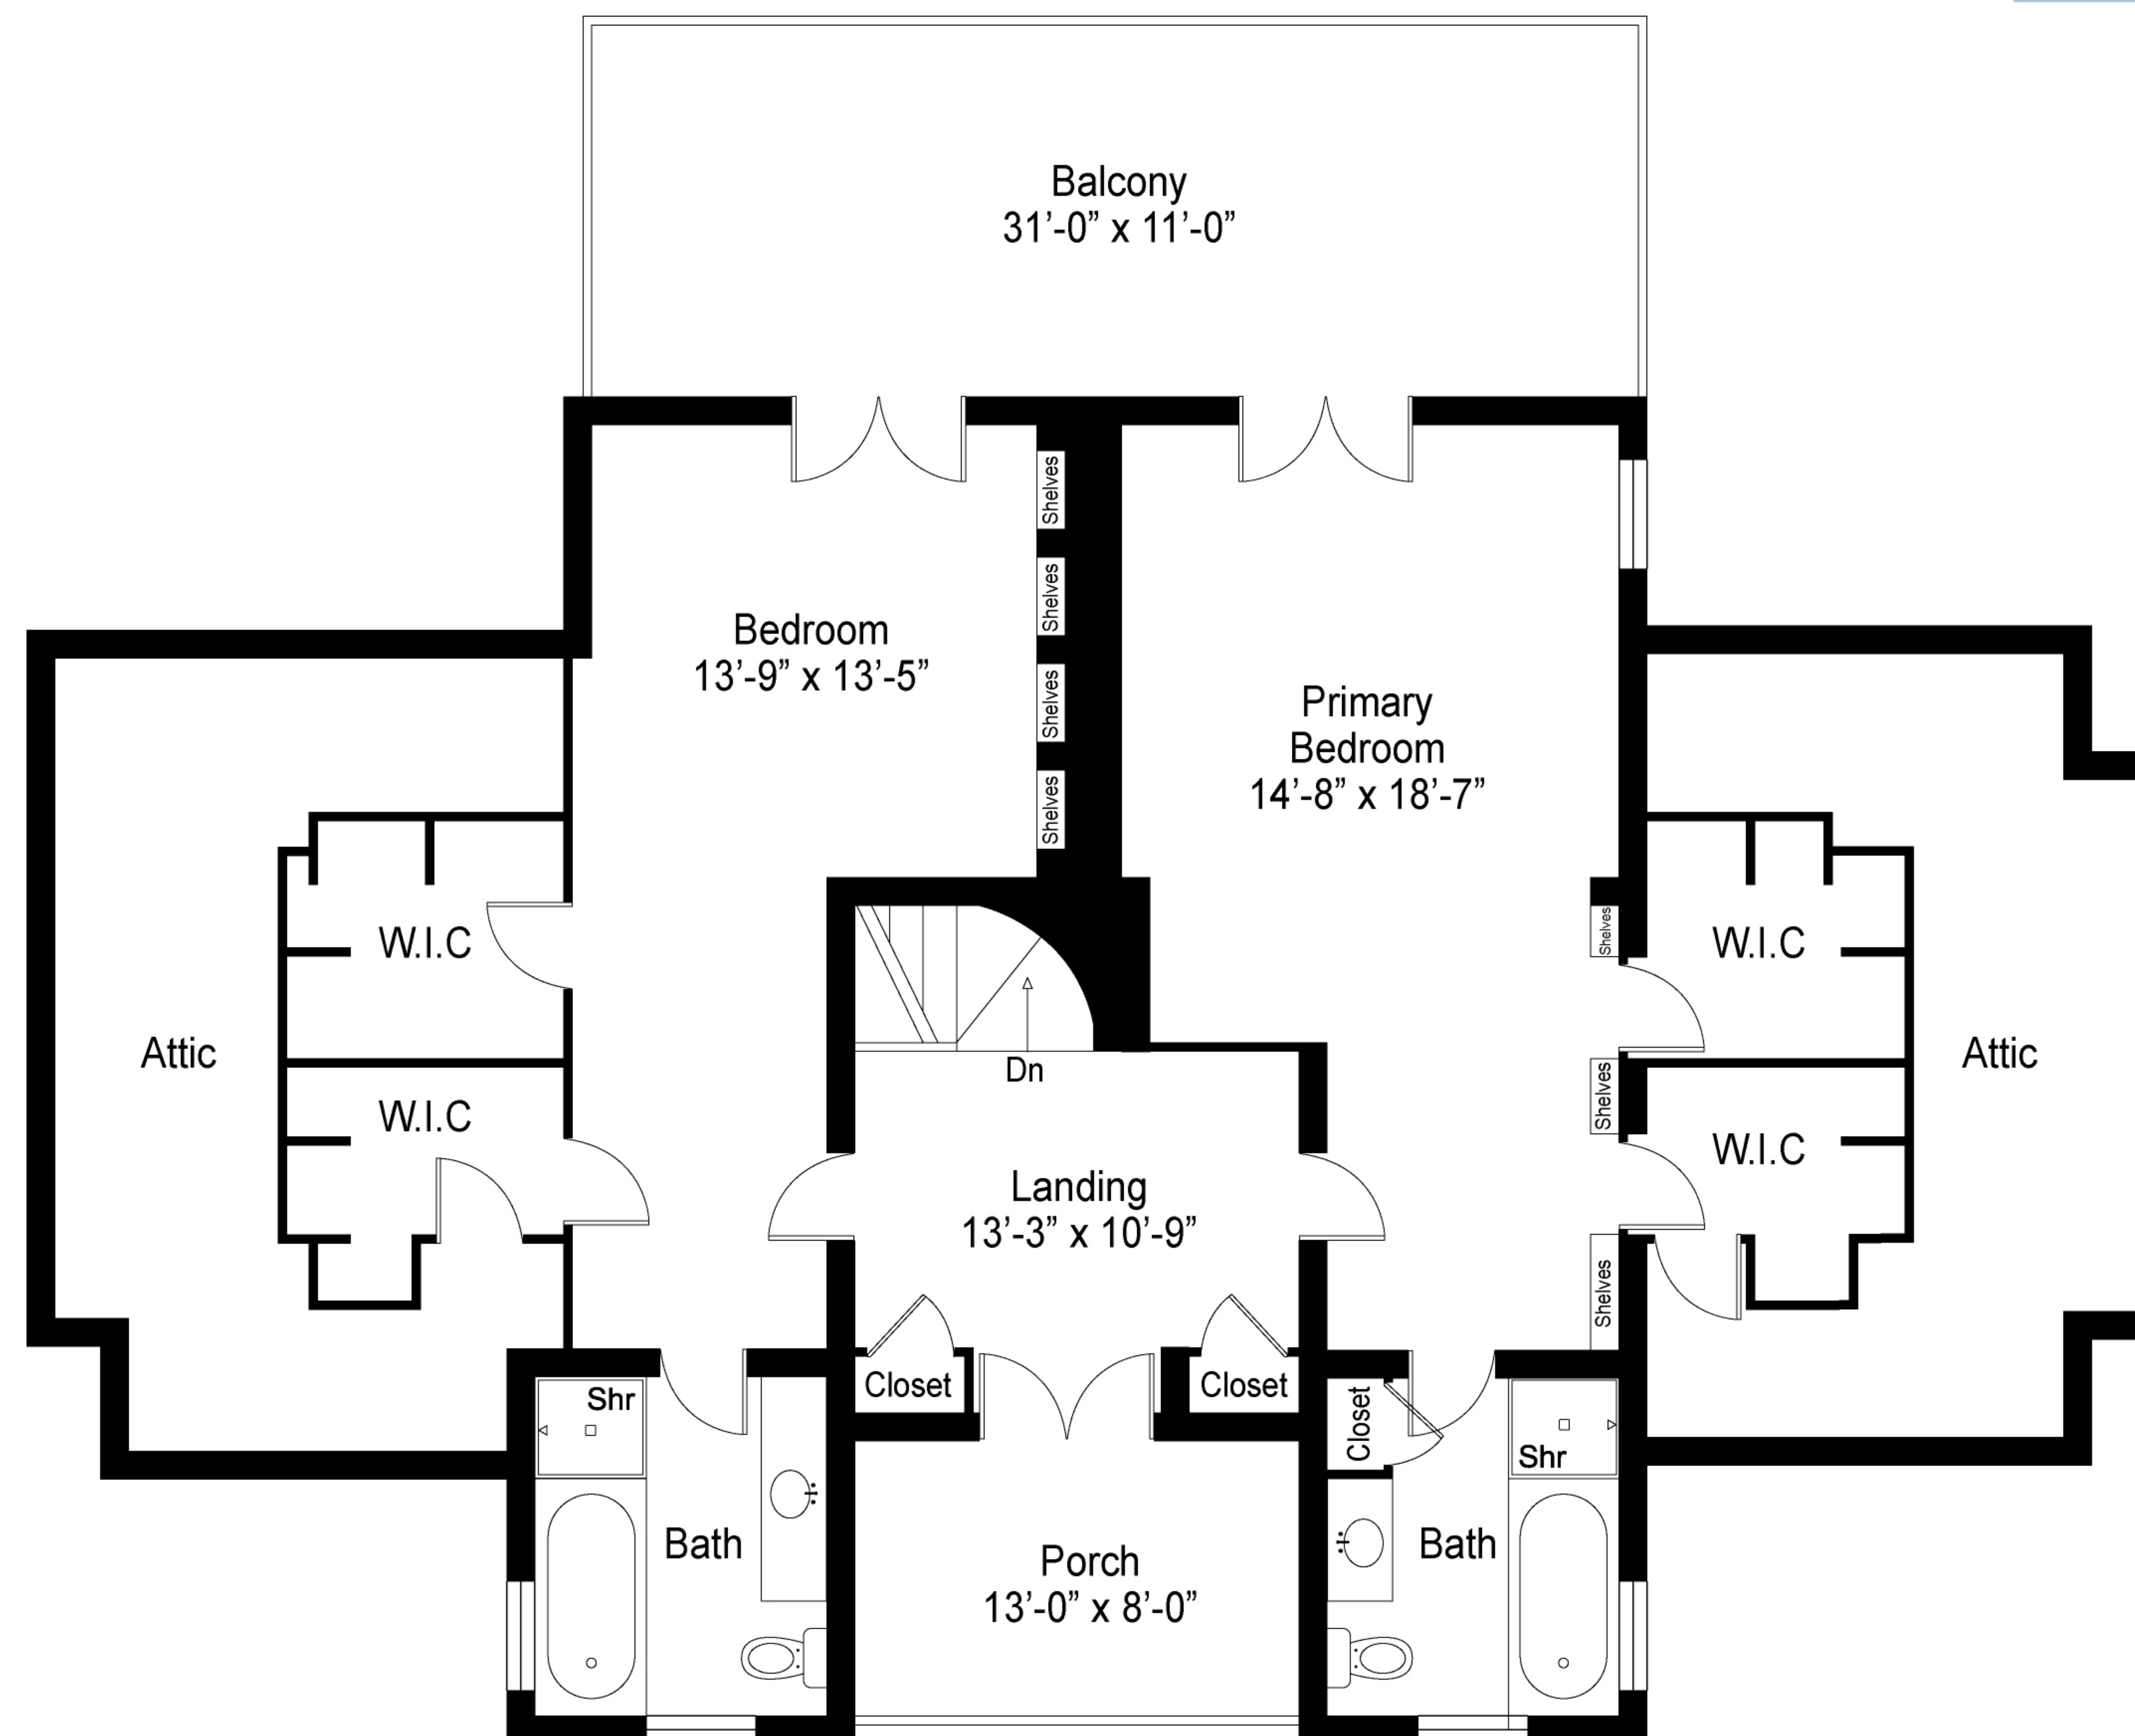 Balcony
31’-0” x 11’-0”
Shelves
Shelves
Shelves
Shelves
Bedroom
13’-9” x 13’-5”
Primary
Bedroom
14’-8” x 18’-7”
W.I.C
Shelves
W.I.C
Attic
Dn
Shelves
Attic
W.I.C
W.I.C
Landing
13’-3” x 10’-9”
Shelves
Shr
Closet
Closet
Closet
Shr
Bath
Porch
13’-0” x 8’-0”
Bath